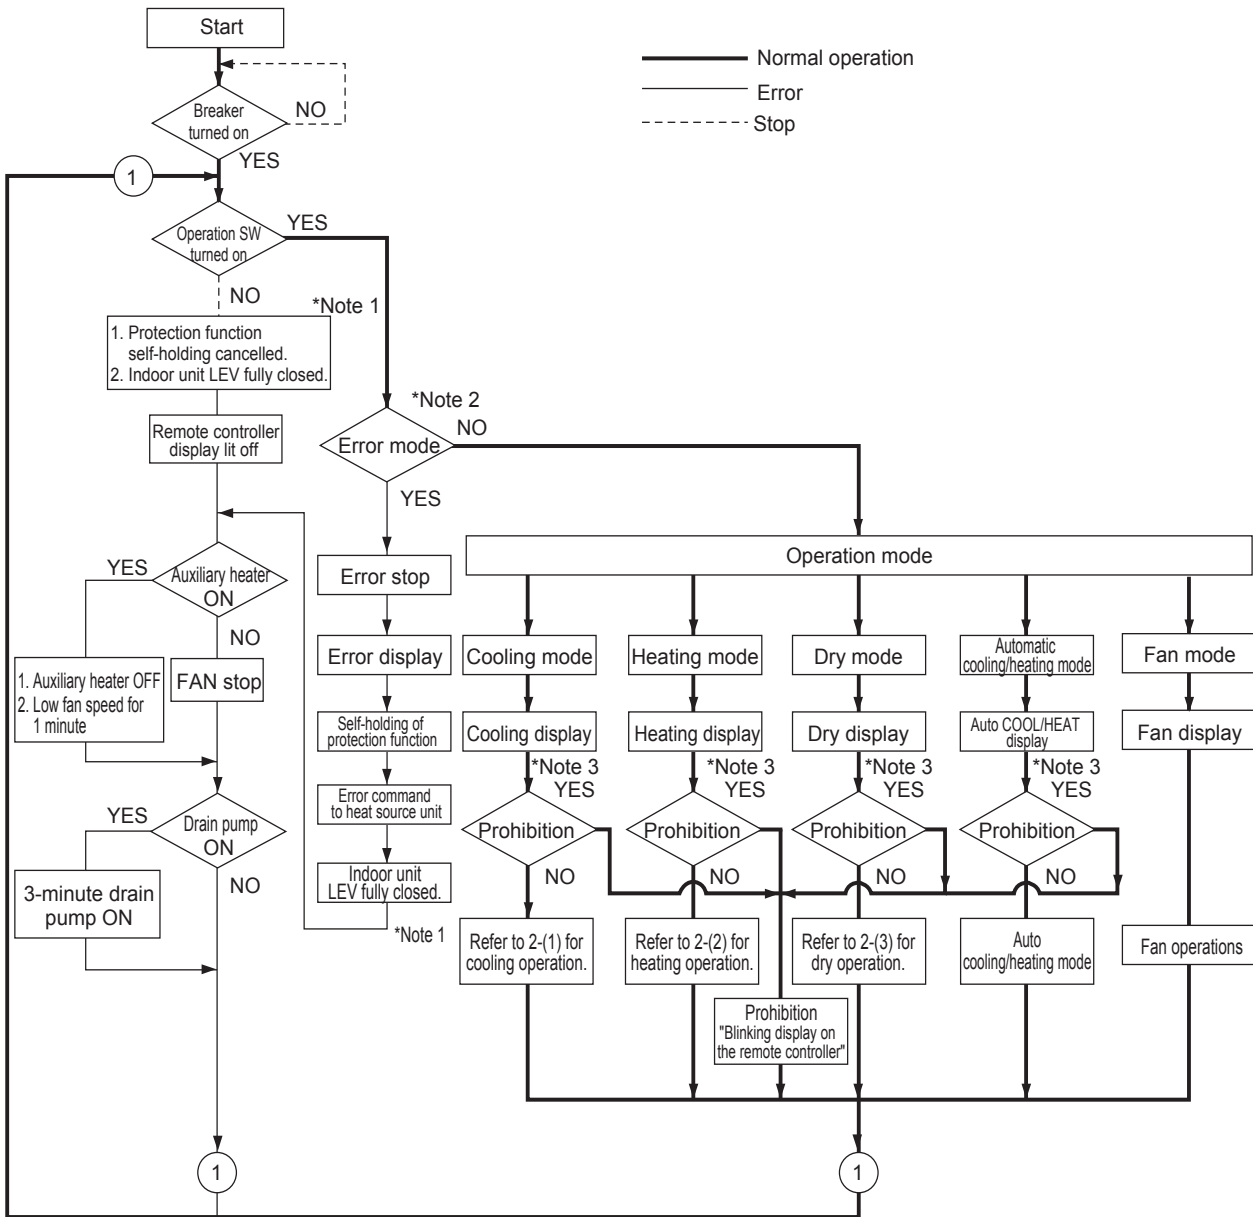 Start
Normal operation
Error
Stop
Breaker
turned on
NO
YES
1
Operation SW
turned on
YES
NO
*Note 1
1. Protection function
self-holding cancelled.
2. Indoor unit LEV fully closed.
Remote controller
display lit off
*Note 2
Error mode
NO
YES
Operation mode
YES
Auxiliary heater
ON
NO
1. Auxiliary heater OFF
2. Low fan speed for
1 minute
FAN stop
YES
Drain pump
ON
NO
3-minute drain
pump ON
Error stop
Error display
Self-holding of
protection function
Error command
to heat source unit
Indoor unit
LEV fully closed.
*Note 1
Cooling mode
Heating mode
Dry mode
Automatic
cooling/heating mode
Fan mode
Cooling display
Heating display
Dry display
Auto COOL/HEAT
display
Fan display
*Note 3
YES
*Note 3
YES
*Note 3
YES
*Note 3
YES
Prohibition
Prohibition
Prohibition
Prohibition
NO
NO
NO
NO
Refer to 2-(1) for
cooling operation.
Refer to 2-(2) for
heating operation.
Refer to 2-(3) for
dry operation.
Auto
cooling/heating mode
Fan operations
Prohibition
"Blinking display on
the remote controller"
1
1